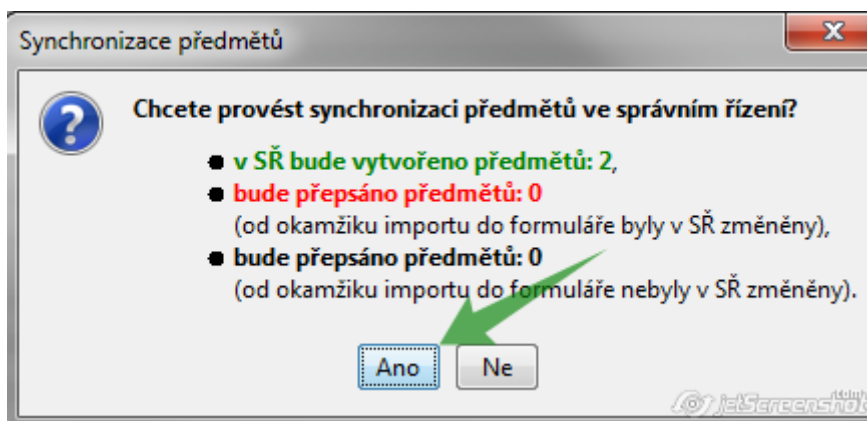 Synchronizace předmětů
Chcete provést synchronizaci předmětů ve správním řízení?
v SŘ bude vytvořeno předmětů: 2,
bude přepsáno předmětů: 0
(od okamžiku importu do formuláře byly v SŘ změněny),
bude přepsáno předmětů: 0
(od okamžiku importu do formuláře nebyly v SŘ změněny).
Ano
Ne
jetScreenshot